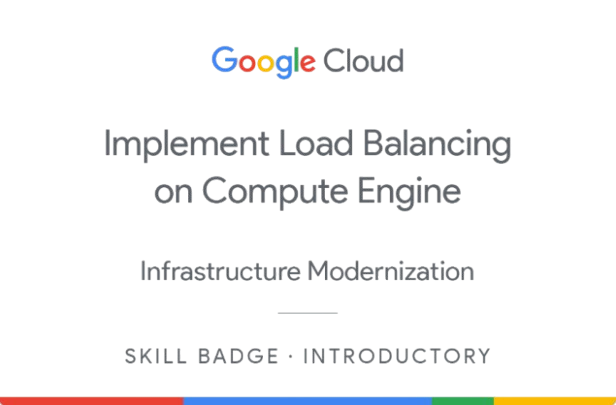 Google Cloud
Implement Load Balancing
on Compute Engine
Infrastructure Modernization
SKILL BADGE · INTRODUCTORY